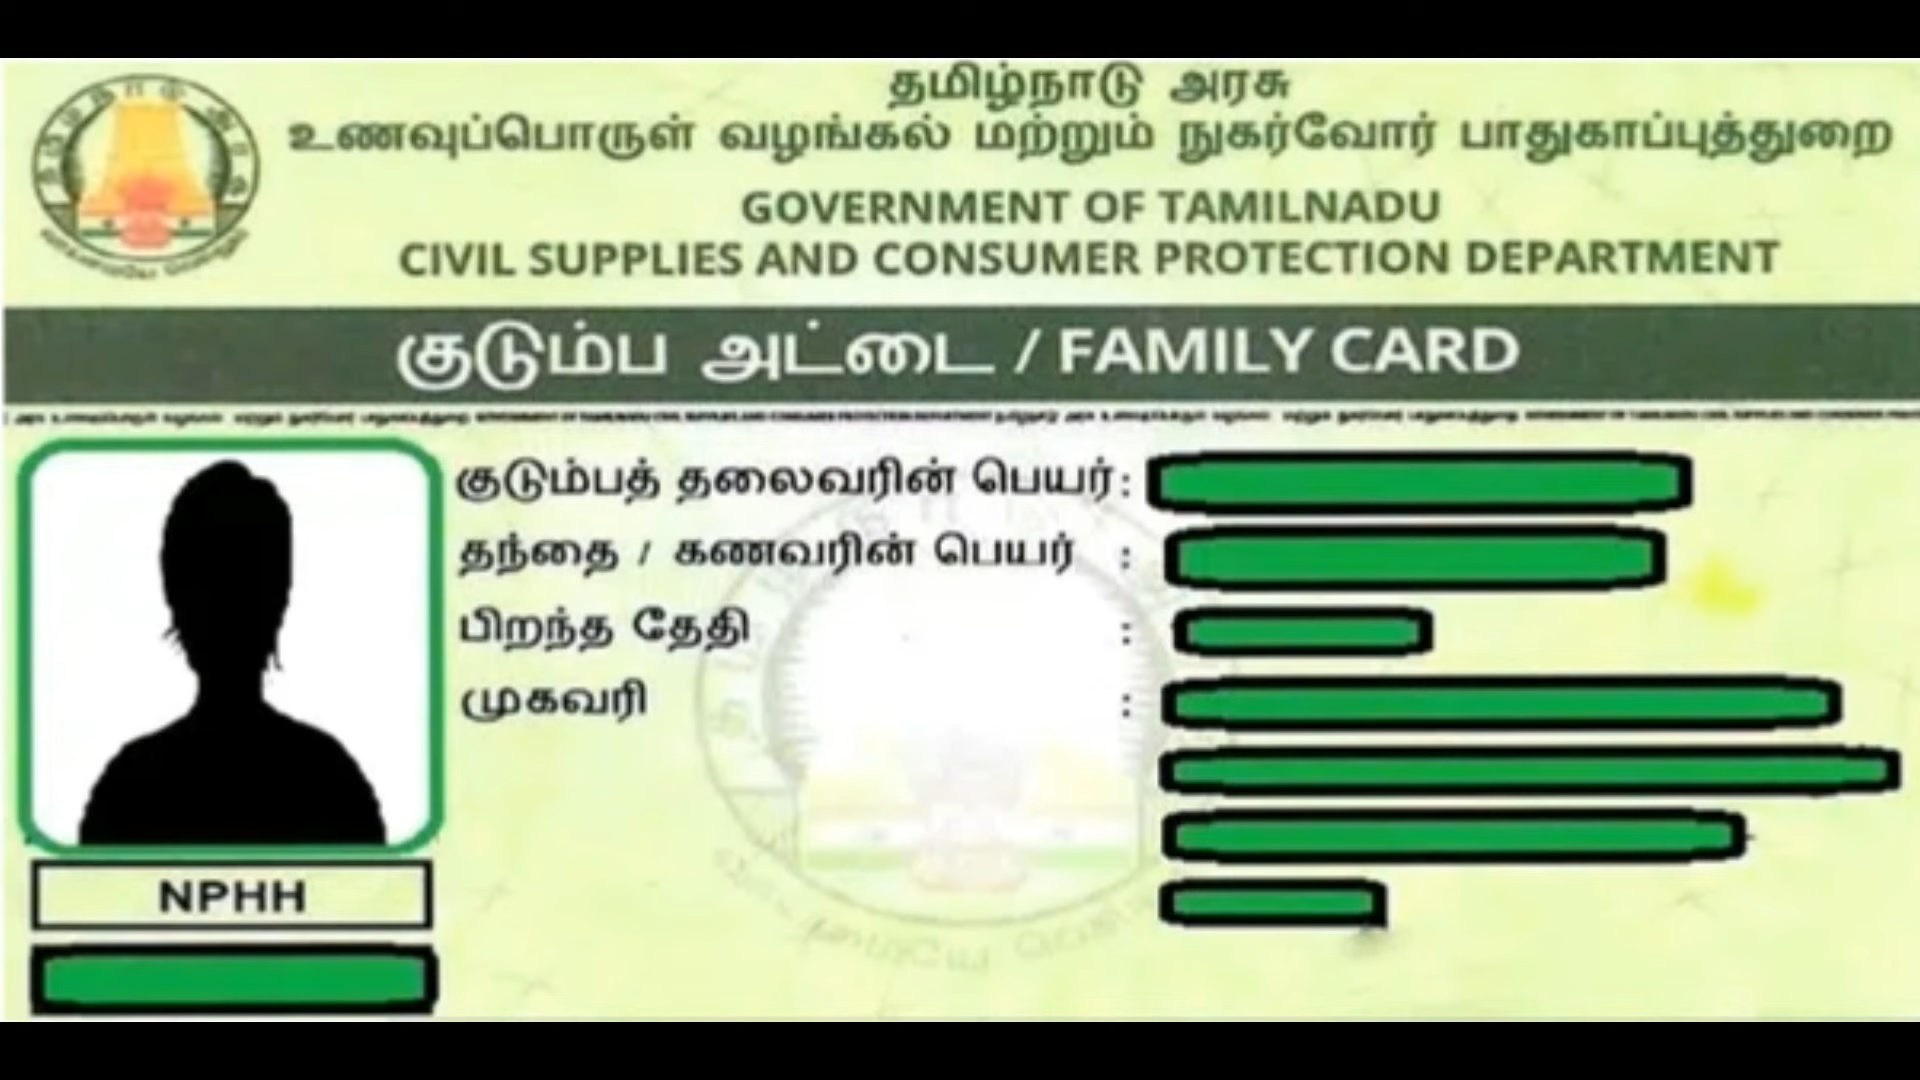 தமிழ்நாடு அரசு
உணவுப்பொருள் வழங்கல் மற்றும் நுகர்வோர் பாதுகாப்புத்துறை
GOVERNMENT OF TAMILNADU
CIVIL SUPPLIES AND CONSUMER PROTECTION DEPARTMENT
குடும்ப அட்டை / FAMILY CARD
குடும்பத் தலைவரின் பெயர் :
தந்தை / கணவரின் பெயர் :
பிறந்த தேதி :
முகவரி :
NPHH